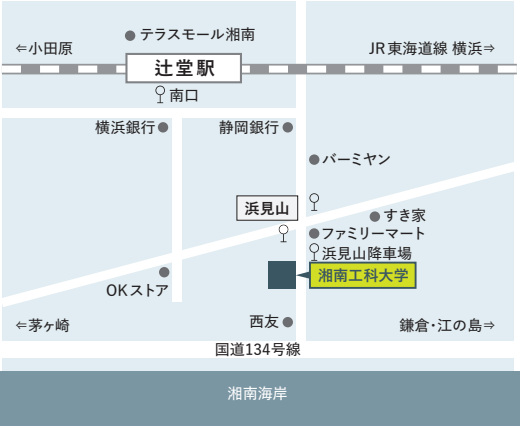 テラスモール湘南
⇐小田原
JR東海道線 横浜⇒
辻堂駅
南口
横浜銀行
静岡銀行
バーミヤン
浜見山
すき家
ファミリーマート
浜見山降車場
湘南工科大学
OKストア
⇐茅ヶ崎
西友
鎌倉・江の島⇒
国道134号線
湘南海岸